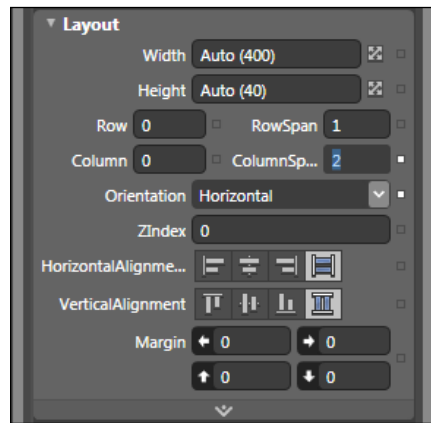 Layout
Width Auto (400)
Height Auto (40)
Row 0 RowSpan 1
Column 0 ColumnSp... 2
Orientation Horizontal
ZIndex 0
HorizontalAlignme...
VerticalAlignment
Margin 0 0
0 0